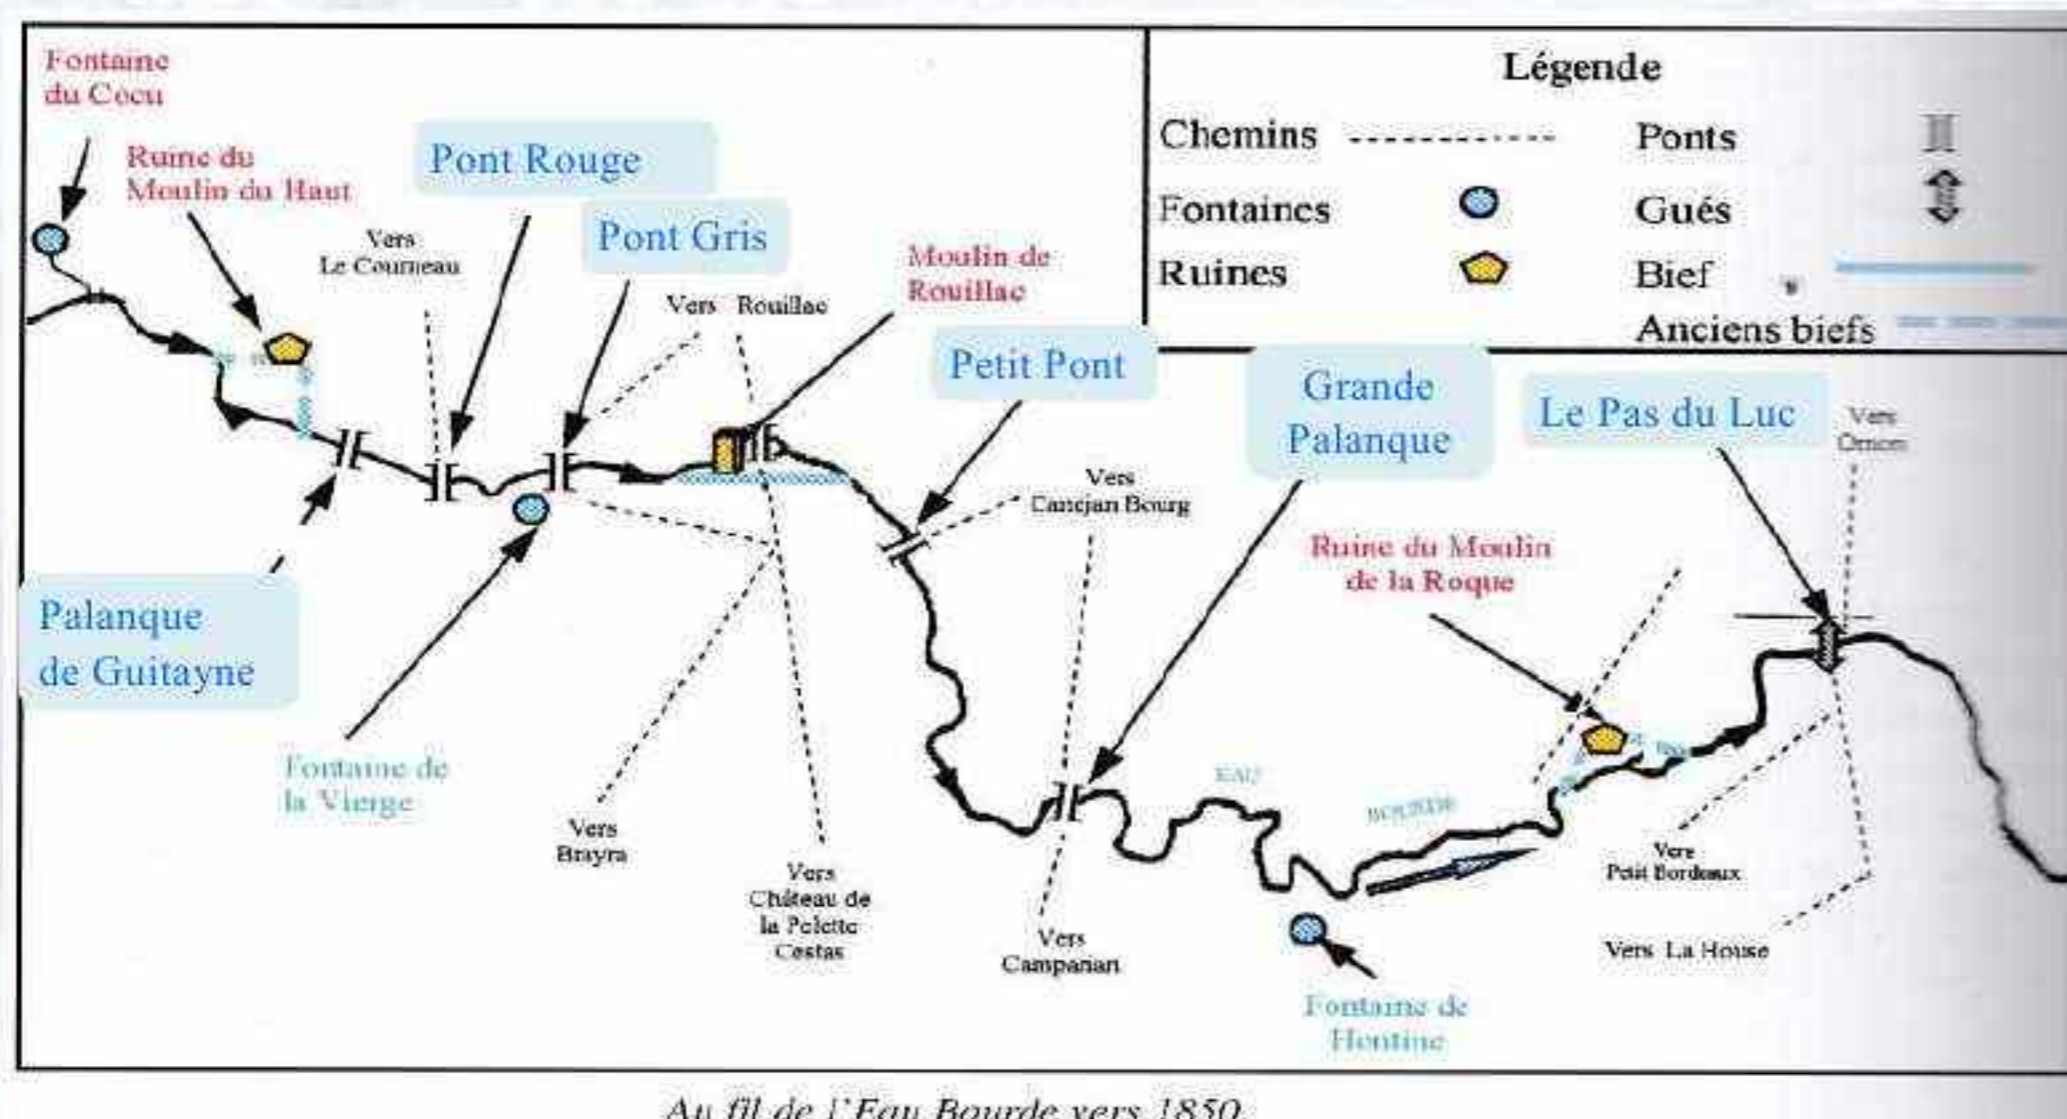 Fontaine
du Cocu
Ruine du
Moulin du Haut
Vers
Le Courneau
Pont Rouge
Pont Gris
Vers Rouillac
Moulin de
Rouillac
Petit Pont
Légende
Chemins
Ponts
Fontaines
Gués
Ruines
Bief
Anciens biefs
Grande
Palanque
Le Pas du Luc
Vers
Ornon
Vers
Canéjan Bourg
Ruine du Moulin
de la Roque
Palanque
de Guitayne
Fontaine de
la Vierge
Vers
Brayra
Vers
Château de
la Pelette
Cestas
Vers
Camparian
EAU
BOURDE
Vers
Petit Bordeaux
Vers La House
Fontaine de
Hontine
Au fil de l'Eau Bourde vers 1850.